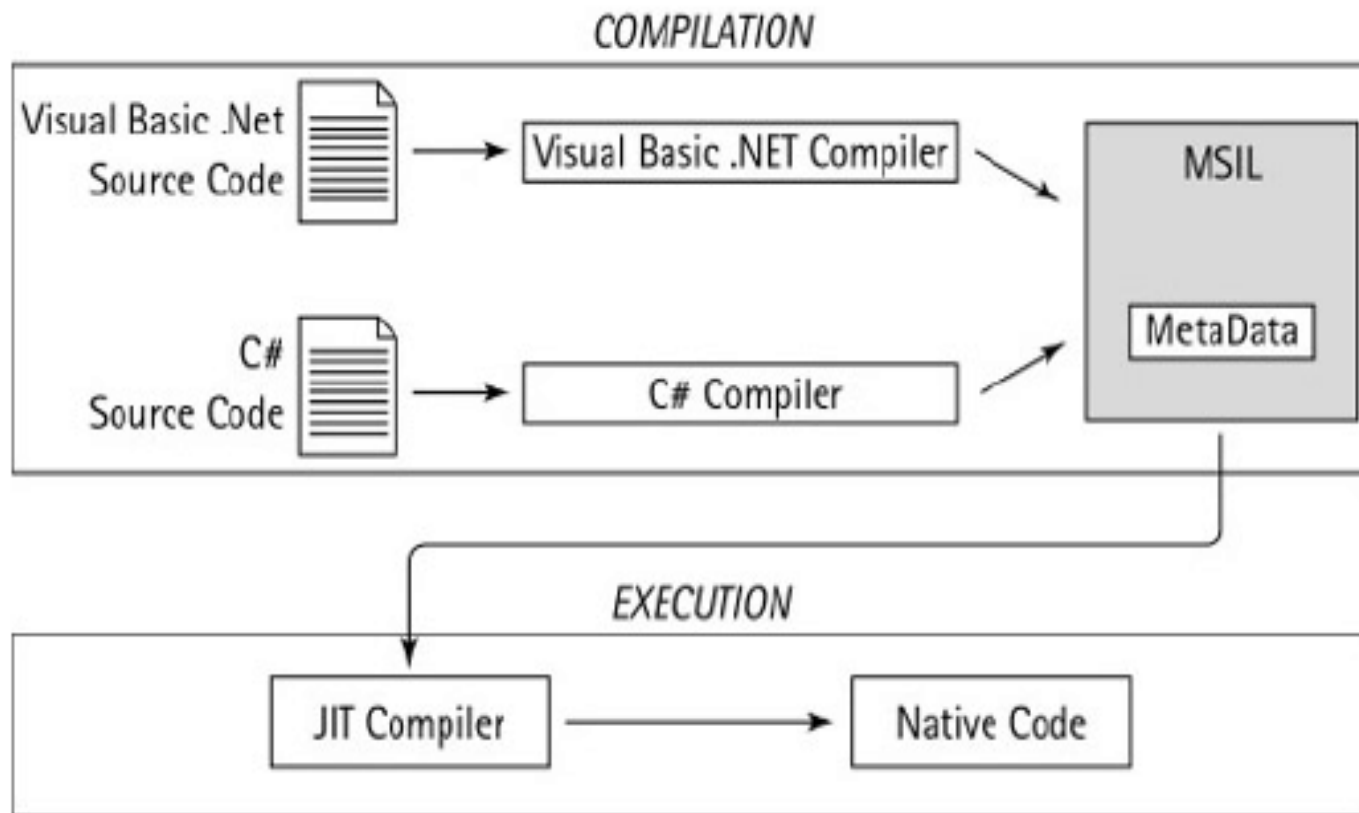 COMPILATION
Visual Basic .Net
Source Code
Visual Basic .NET Compiler
MSIL
MetaData
C#
Source Code
C# Compiler
EXECUTION
JIT Compiler
Native Code